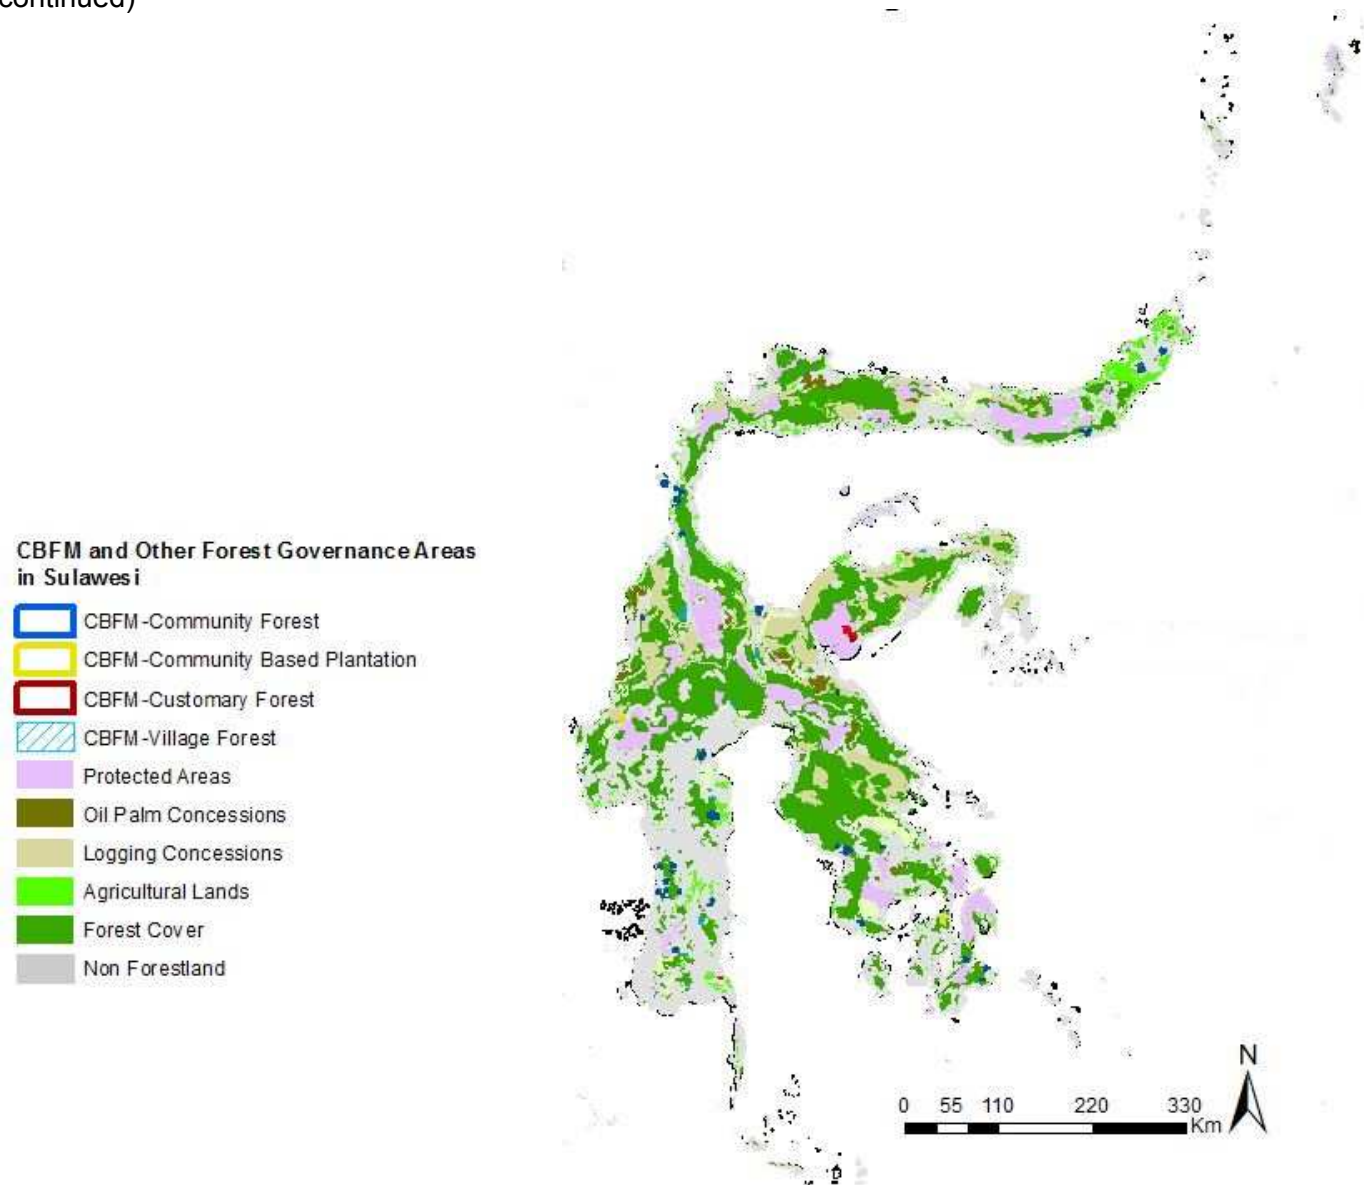 continued)
CBFM and Other Forest Governance Areas
in Sulawesi
CBFM-Community Forest
CBFM-Community Based Plantation
CBFM-Customary Forest
CBFM-Village Forest
Protected Areas
Oil Palm Concessions
Logging Concessions
Agricultural Lands
Forest Cover
Non Forestland
N
0 55 110 220 330
Km